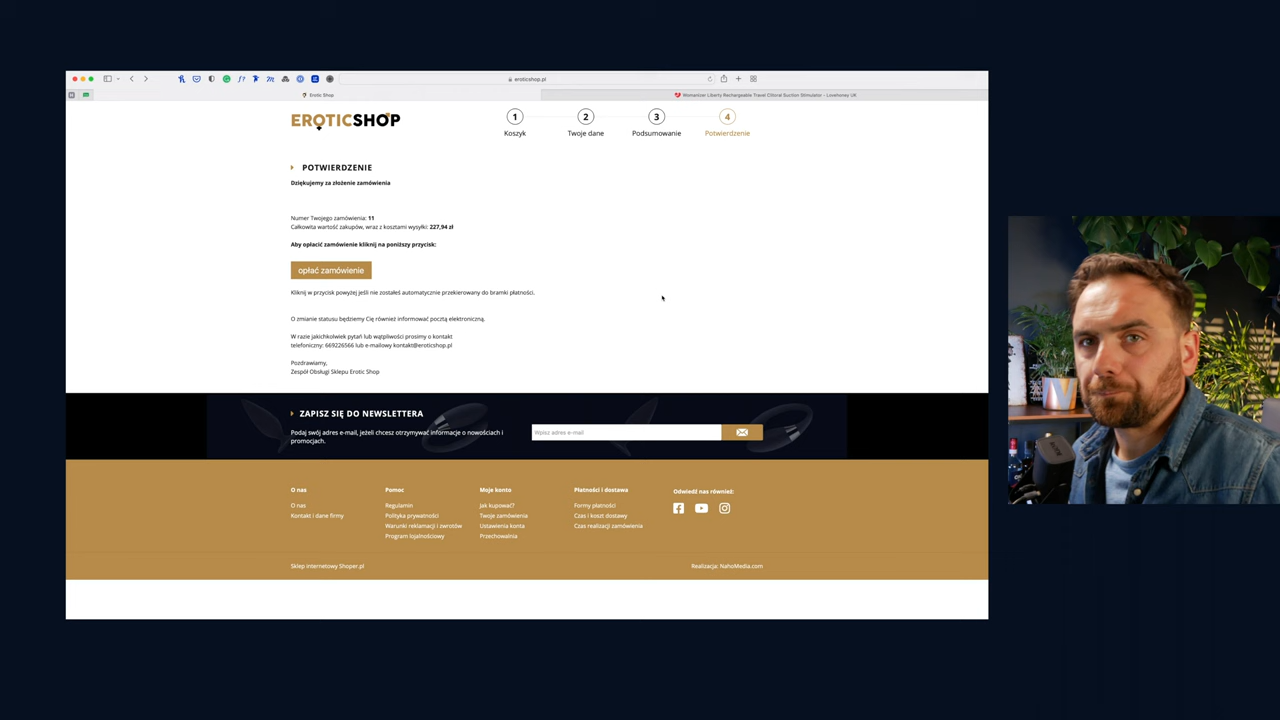 eroticshop.pl
Erotic Shop
Womanizer Liberty Rechargeable Travel Clitoral Suction Stimulator - Lovehoney UK
EROTICSHOP
1 2 3 4
Koszyk Twoje dane Podsumowanie Potwierdzenie
POTWIERDZENIE
Dziękujemy za złożenie zamówienia
Numer Twojego zamówienia: 11
Całkowita wartość zakupów, wraz z kosztami wysyłki: 227,94 zł
Aby opłacić zamówienie kliknij na poniższy przycisk:
opłać zamówienie
Kliknij w przycisk powyżej jeśli nie zostałeś automatycznie przekierowany do bramki płatności.
O zmianie statusu będziemy Cię również informować pocztą elektroniczną.
W razie jakichkolwiek pytań lub wątpliwości prosimy o kontakt
telefoniczny: 669226566 lub e-mailowy kontakt@eroticshop.pl
Pozdrawiamy,
Zespół Obsługi Sklepu Erotic Shop
ZAPISZ SIĘ DO NEWSLETTERA
Podaj swój adres e-mail, jeżeli chcesz otrzymywać informacje o nowościach i
promocjach.
Wpisz adres e-mail
O nas
O nas
Kontakt i dane firmy
Pomoc
Regulamin
Polityka prywatności
Warunki reklamacji i zwrotów
Program lojalnościowy
Moje konto
Jak kupować?
Twoje zamówienia
Ustawienia konta
Przechowalnia
Płatności i dostawa
Formy płatności
Czas i koszt dostawy
Czas realizacji zamówienia
Odwiedź nas również:
Sklep internetowy Shoper.pl
Realizacja: NahoMedia.com